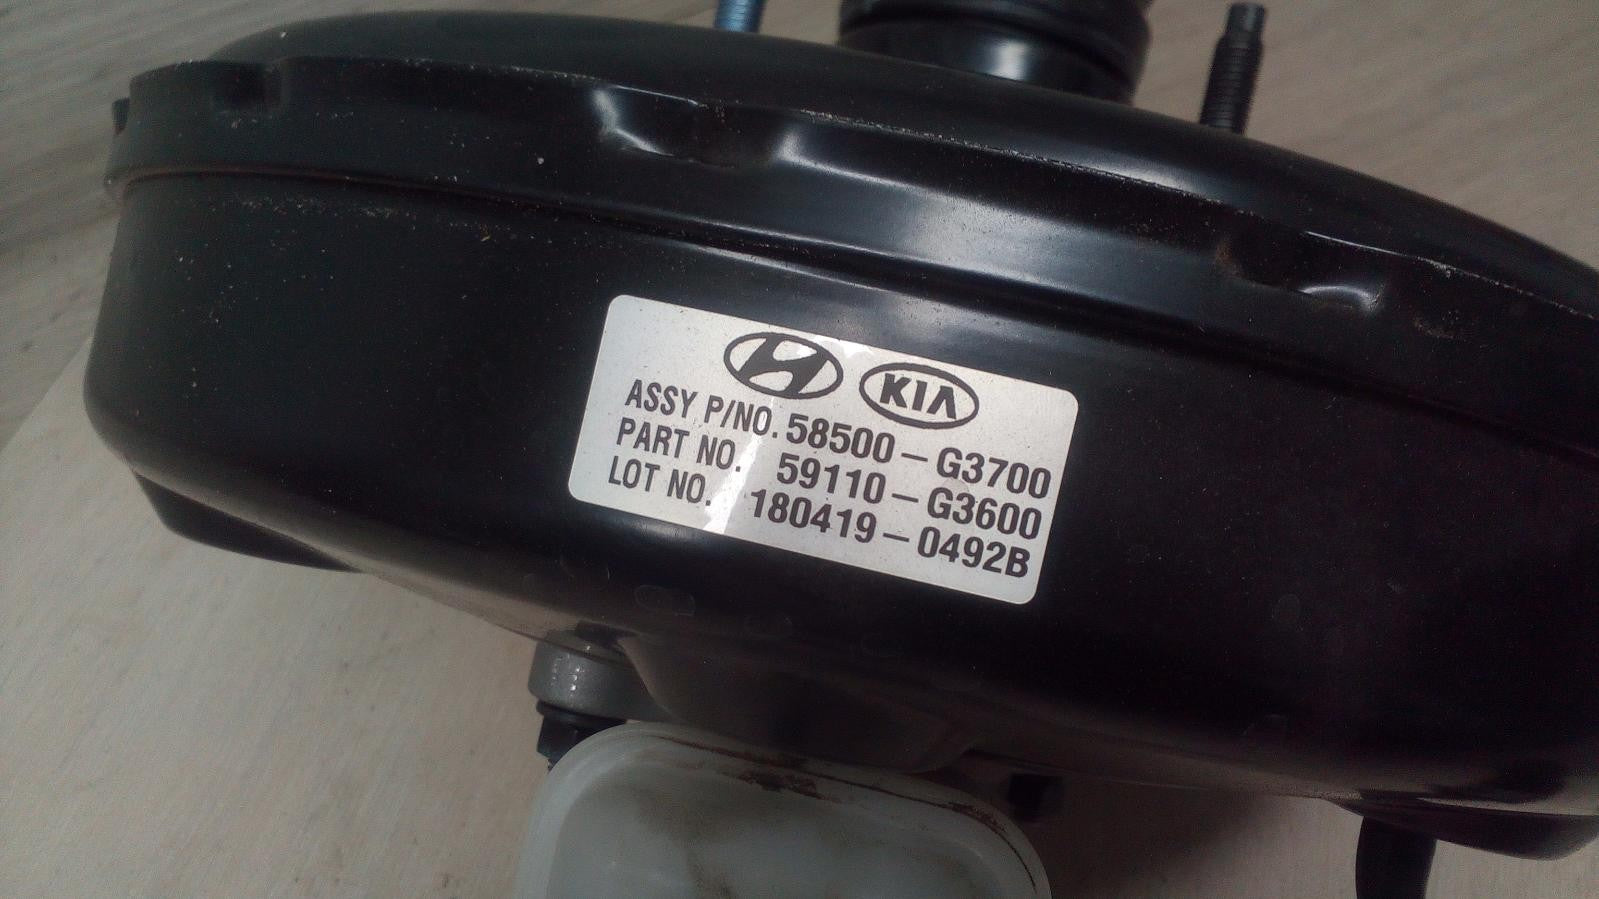 KIA
ASSY P/NO. 58500-G3700
PART NO. 59110-G3600
LOT NO. 180419-0492B